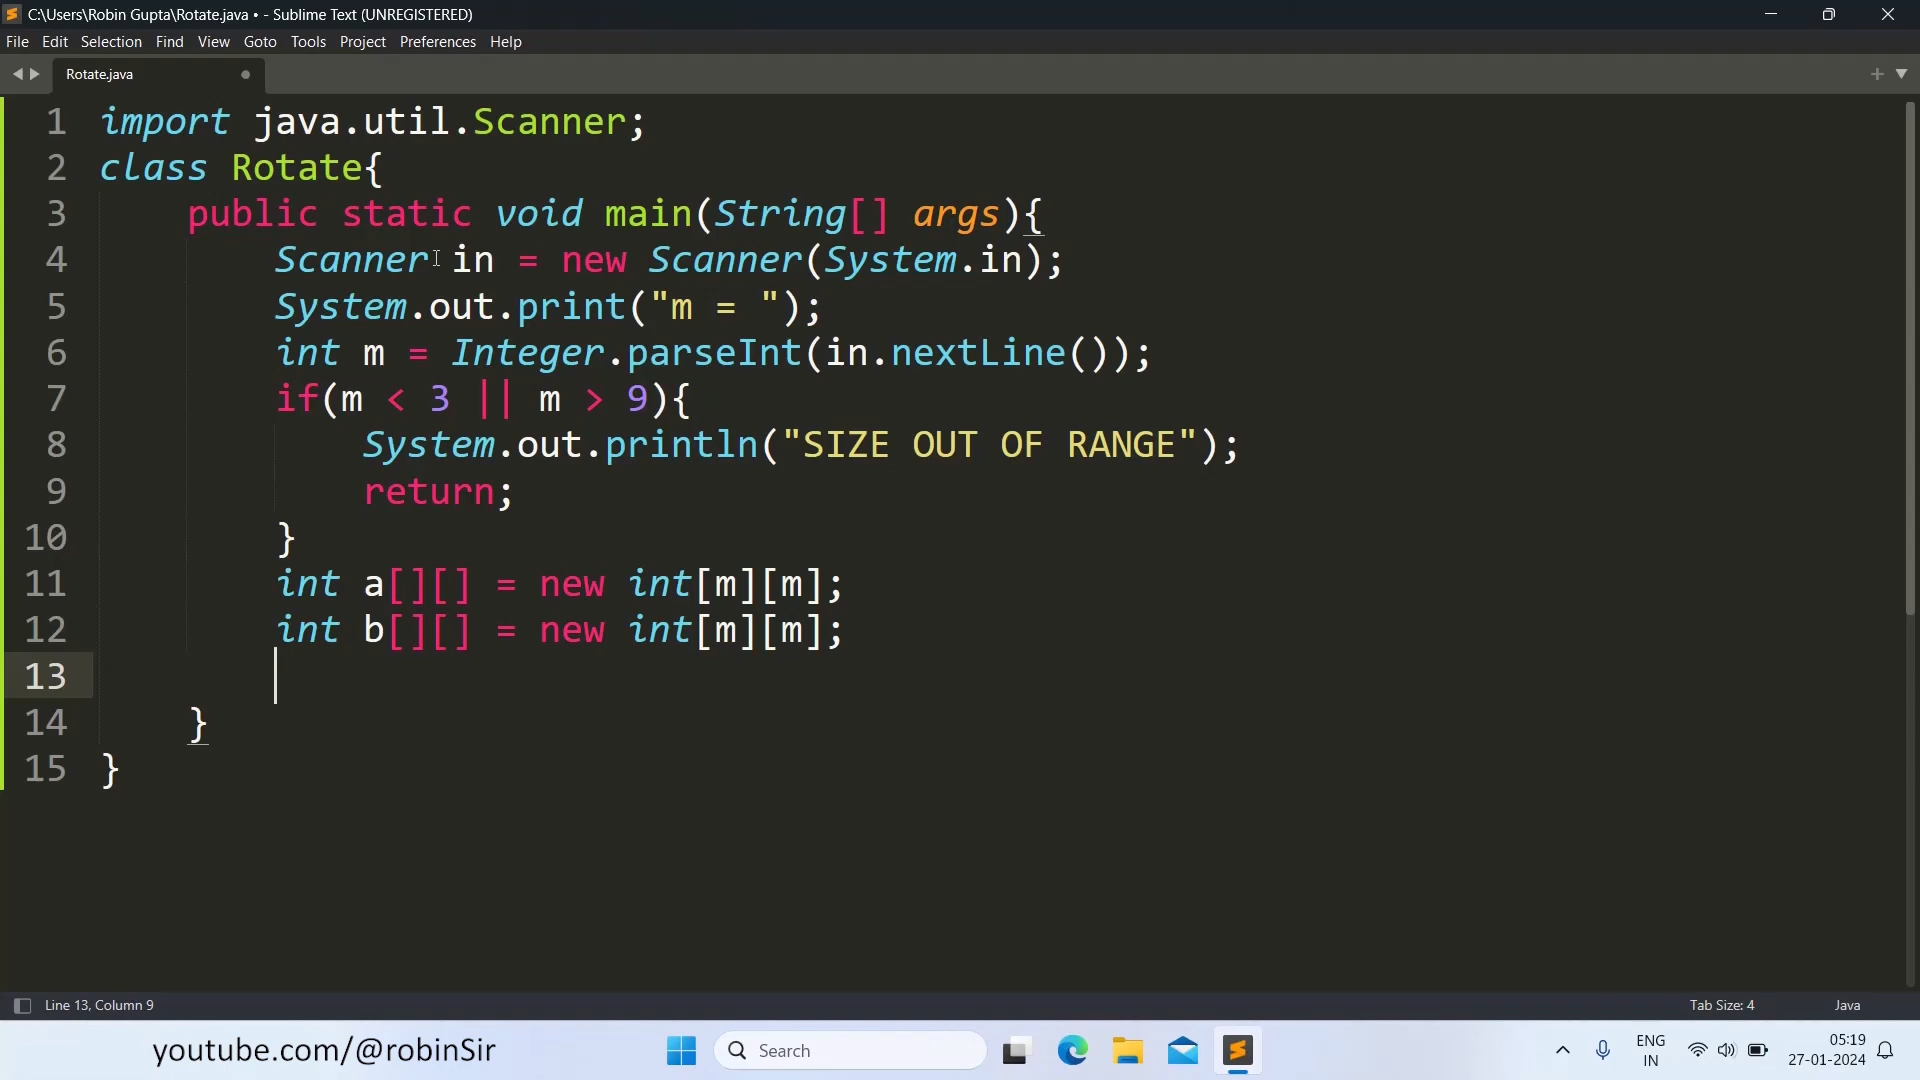 C:\Users\Robin Gupta\Rotate.java • - Sublime Text (UNREGISTERED)
File Edit Selection Find View Goto Tools Project Preferences Help
Rotate.java
1 import java.util.Scanner;
2 class Rotate{
3 public static void main(String[] args){
4 Scanner in = new Scanner(System.in);
5 System.out.print("m = ");
6 int m = Integer.parseInt(in.nextLine());
7 if(m < 3 || m > 9){
8 System.out.println("SIZE OUT OF RANGE");
9 return;
10 }
11 int a[][] = new int[m][m];
12 int b[][] = new int[m][m];
13
14 }
15 }
Line 13, Column 9 Tab Size: 4 Java
youtube.com/@robinSir
Search
ENG
IN
05:19
27-01-2024